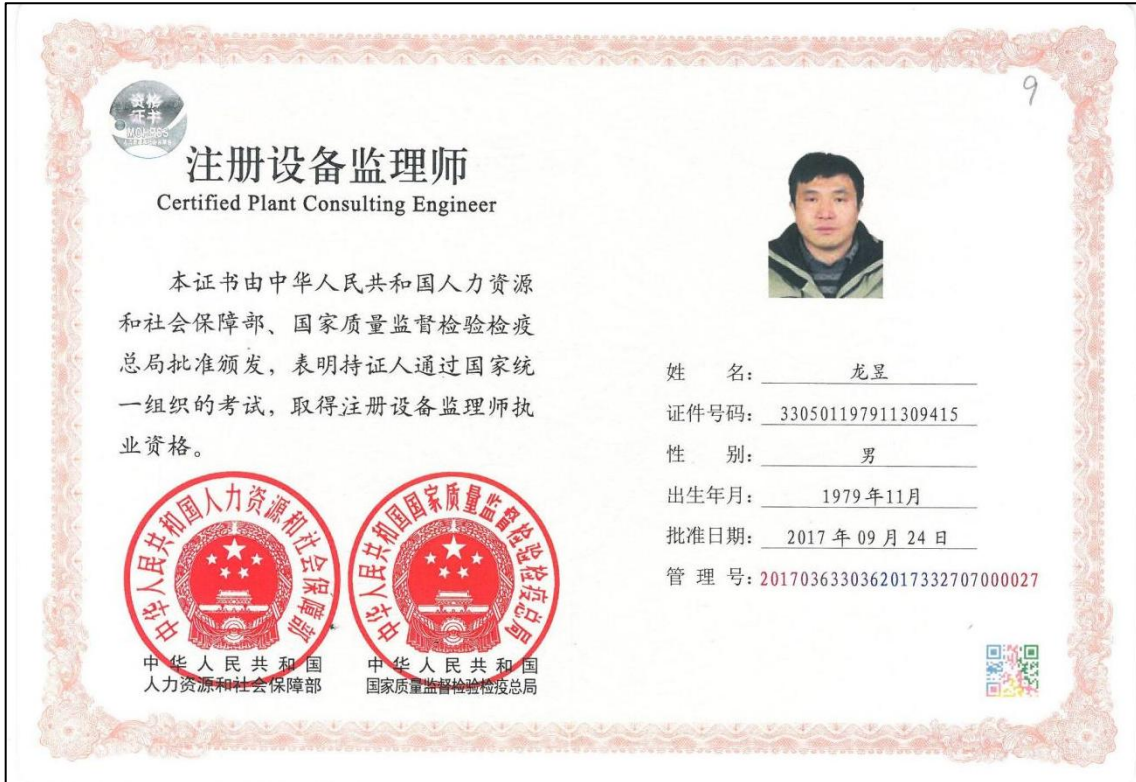 资格
证书
MOHRSS
9
注册设备监理师
Certified Plant Consulting Engineer
本证书由中华人民共和国人力资源
和社会保障部、国家质量监督检验检疫
总局批准颁发，表明持证人通过国家统
一组织的考试，取得注册设备监理师执
业资格。
姓 名：龙昱
证件号码：330501197911309415
性 别：男
出生年月：1979年11月
批准日期：2017年09月24日
管 理 号：2017036330362017332707000027
中华人民共和国人力资源和社会保障部
中华人民共和国国家质量监督检验检疫总局
中华人民共和国
人力资源和社会保障部
中华人民共和国
国家质量监督检验检疫总局